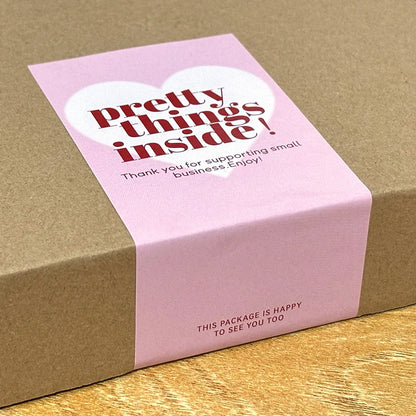 pretty
things
inside!
Thank you for supporting small
business.Enjoy!
THIS PACKAGE IS HAPPY
TO SEE YOU TOO